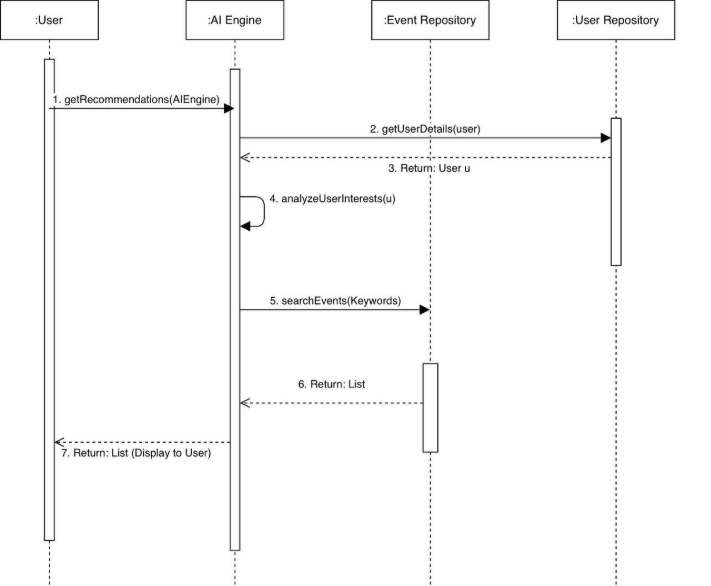 :User
:AI Engine
:Event Repository
:User Repository
1. getRecommendations(AIEngine)
2. getUserDetails(user)
3. Return: User u
4. analyzeUserInterests(u)
5. searchEvents(Keywords)
6. Return: List
7. Return: List (Display to User)